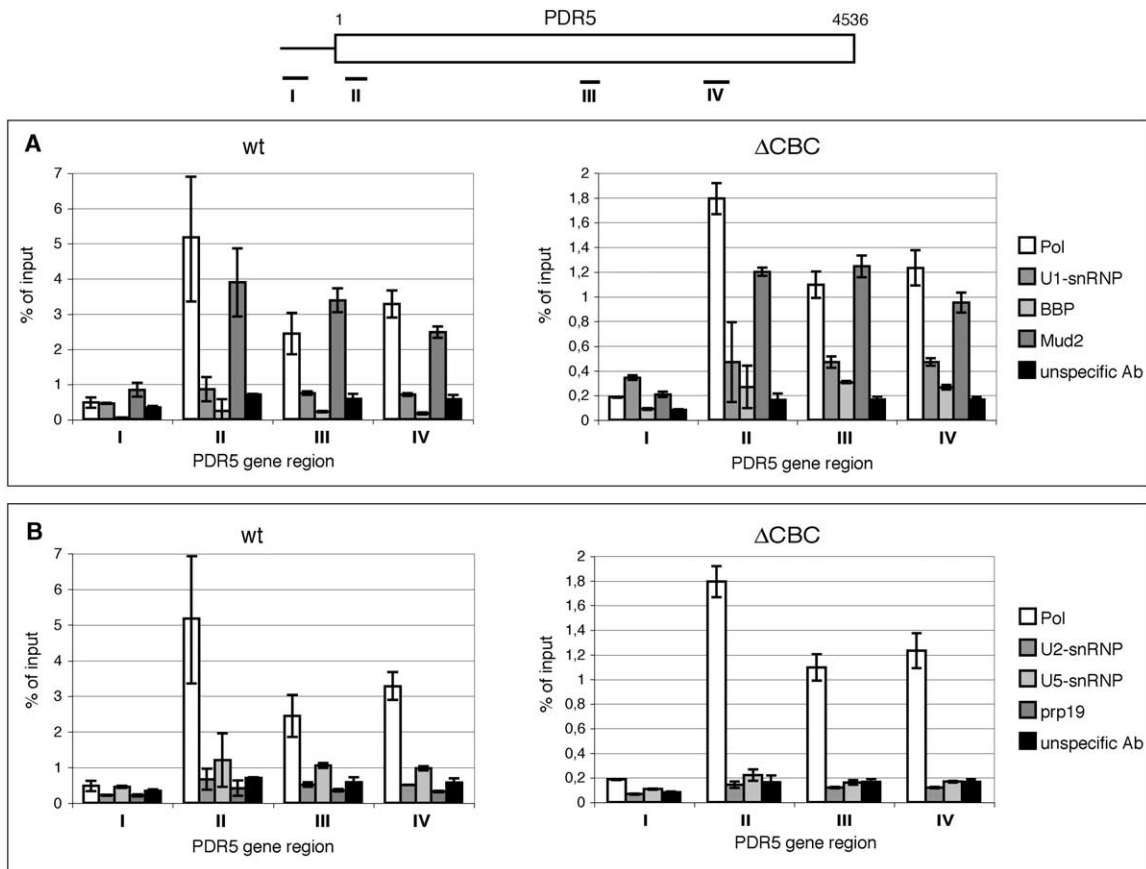 PDR5
1 4536
I II III IV
A
wt
% of input
7
6
5
4
3
2
1
0
I II III IV
PDR5 gene region
ΔCBC
% of input
2
1,8
1,6
1,4
1,2
1
0,8
0,6
0,4
0,2
0
I II III IV
PDR5 gene region
Pol
U1-snRNP
BBP
Mud2
unspecific Ab
B
wt
% of input
7
6
5
4
3
2
1
0
I II III IV
PDR5 gene region
ΔCBC
% of input
2
1,8
1,6
1,4
1,2
1
0,8
0,6
0,4
0,2
0
I II III IV
PDR5 gene region
Pol
U2-snRNP
U5-snRNP
prp19
unspecific Ab